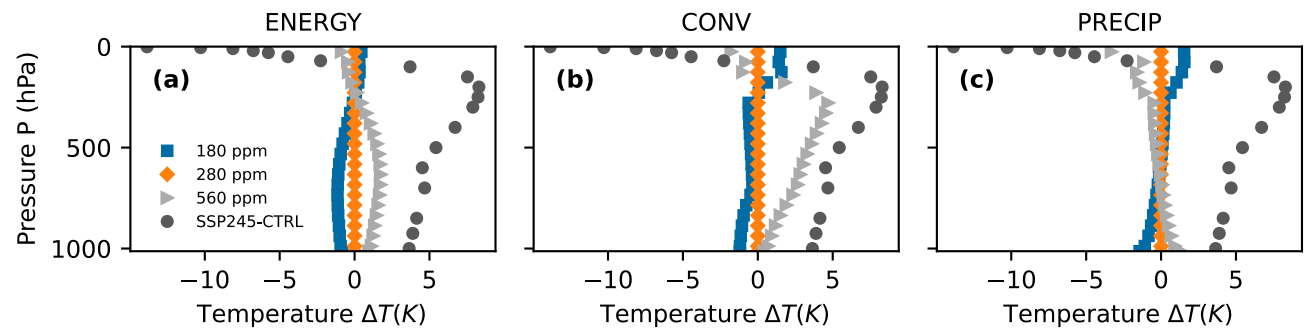 ENERGY
CONV
PRECIP
Pressure P (hPa)
0
500
1000
(a)
(b)
(c)
180 ppm
280 ppm
560 ppm
SSP245-CTRL
−10 −5 0 5
−10 −5 0 5
−10 −5 0 5
Temperature ΔT(K)
Temperature ΔT(K)
Temperature ΔT(K)